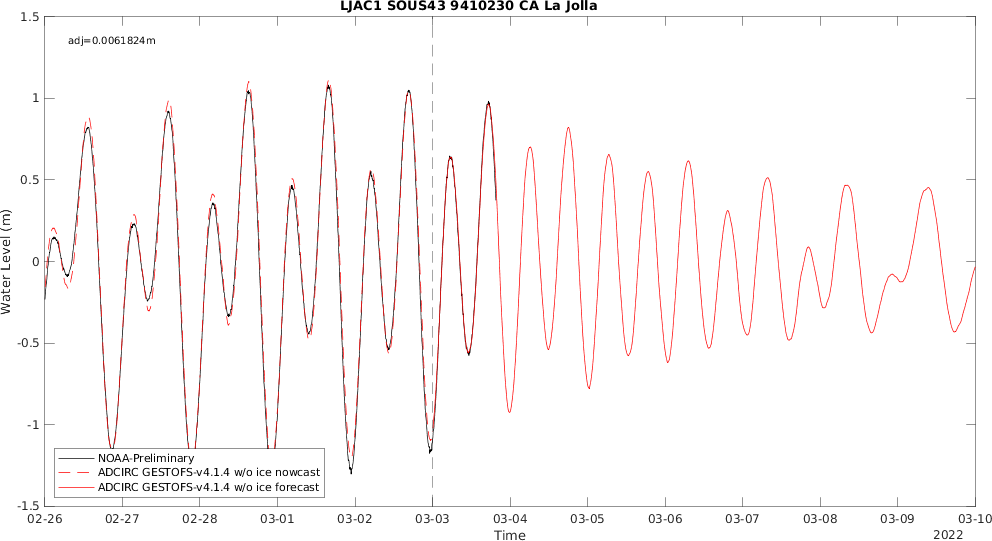 LJAC1 SOUS43 9410230 CA La Jolla
adj=0.0061824m
1.5
1
0.5
0
-0.5
-1
-1.5
Water Level (m)
NOAA-Preliminary
ADCIRC GESTOFS-v4.1.4 w/o ice nowcast
ADCIRC GESTOFS-v4.1.4 w/o ice forecast
02-26 02-27 02-28 03-01 03-02 03-03 03-04 03-05 03-06 03-07 03-08 03-09 03-10
Time
2022